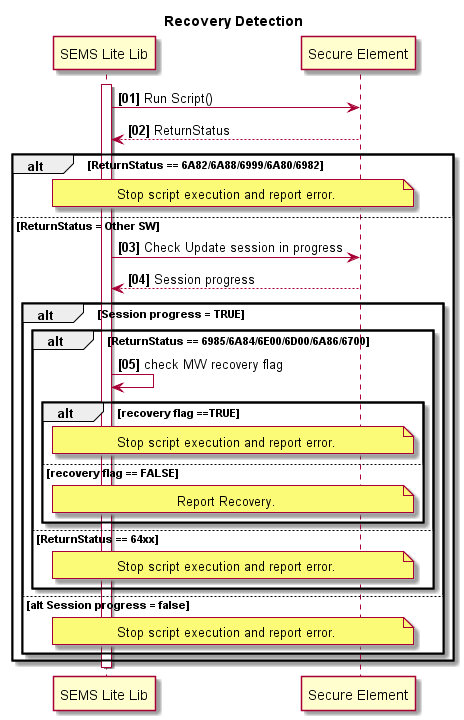 Recovery Detection
SEMS Lite Lib
Secure Element
[01] Run Script()
[02] ReturnStatus
alt [ReturnStatus == 6A82/6A88/6999/6A80/6982]
Stop script execution and report error.
[ReturnStatus = Other SW]
[03] Check Update session in progress
[04] Session progress
alt [Session progress = TRUE]
alt [ReturnStatus == 6985/6A84/6E00/6D00/6A86/6700]
[05] check MW recovery flag
alt [recovery flag ==TRUE]
Stop script execution and report error.
[recovery flag == FALSE]
Report Recovery.
[ReturnStatus == 64xx]
Stop script execution and report error.
[alt Session progress = false]
Stop script execution and report error.
SEMS Lite Lib
Secure Element